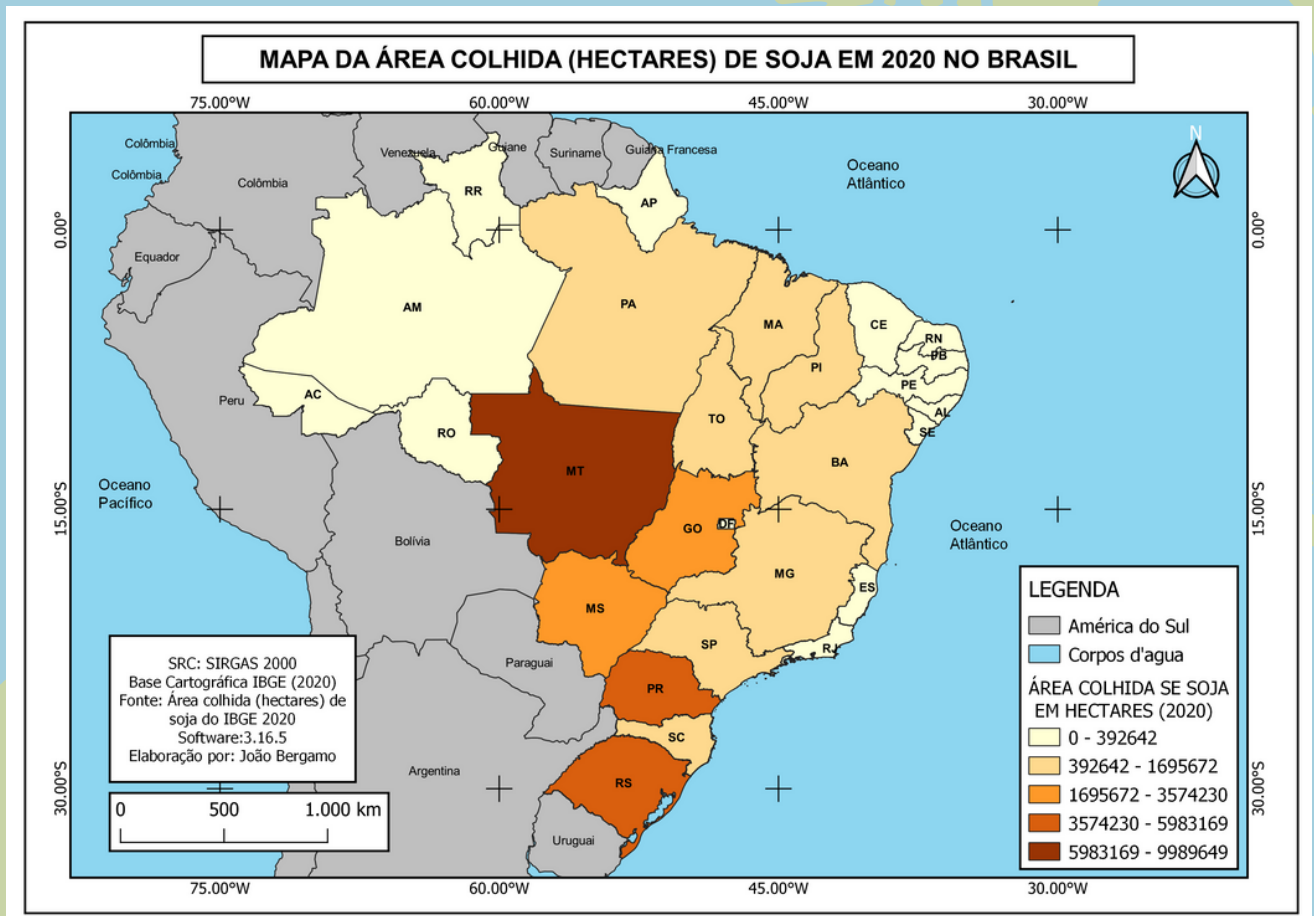 MAPA DA ÁREA COLHIDA (HECTARES) DE SOJA EM 2020 NO BRASIL
75.00°W
60.00°W
45.00°W
30.00°W
N
Colômbia
Venezuela
Guiane
Suriname
Guiana Francesa
Oceano
Atlântico
Colômbia
Colômbia
RR
AP
0.00°
0.00°
Equador
AM
PA
MA
CE
RN
PB
PI
PE
Peru
AC
TO
AL
SE
RO
BA
MT
Oceano
Pacífico
15.00°S
15.00°S
GO
DF
Oceano
Atlântico
Bolívia
MG
ES
MS
SP
RJ
Paraguai
PR
SC
Argentina
RS
30.00°S
30.00°S
Uruguai
SRC: SIRGAS 2000
Base Cartográfica IBGE (2020)
Fonte: Área colhida (hectares) de
soja do IBGE 2020
Software:3.16.5
Elaboração por: João Bergamo
0 500 1.000 km
LEGENDA
América do Sul
Corpos d'agua
ÁREA COLHIDA SE SOJA
EM HECTARES (2020)
0 - 392642
392642 - 1695672
1695672 - 3574230
3574230 - 5983169
5983169 - 9989649
75.00°W
60.00°W
45.00°W
30.00°W